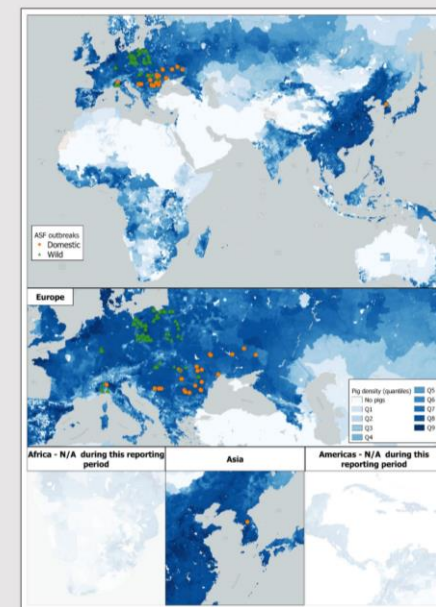 ASF outbreaks
Domestic
Wild
Europe
Pig density (quantiles)
No pigs
Q1
Q2
Q3
Q4
Q5
Q6
Q7
Q8
Q9
Africa - N/A during this reporting
period
Asia
Americas - N/A during this
reporting period